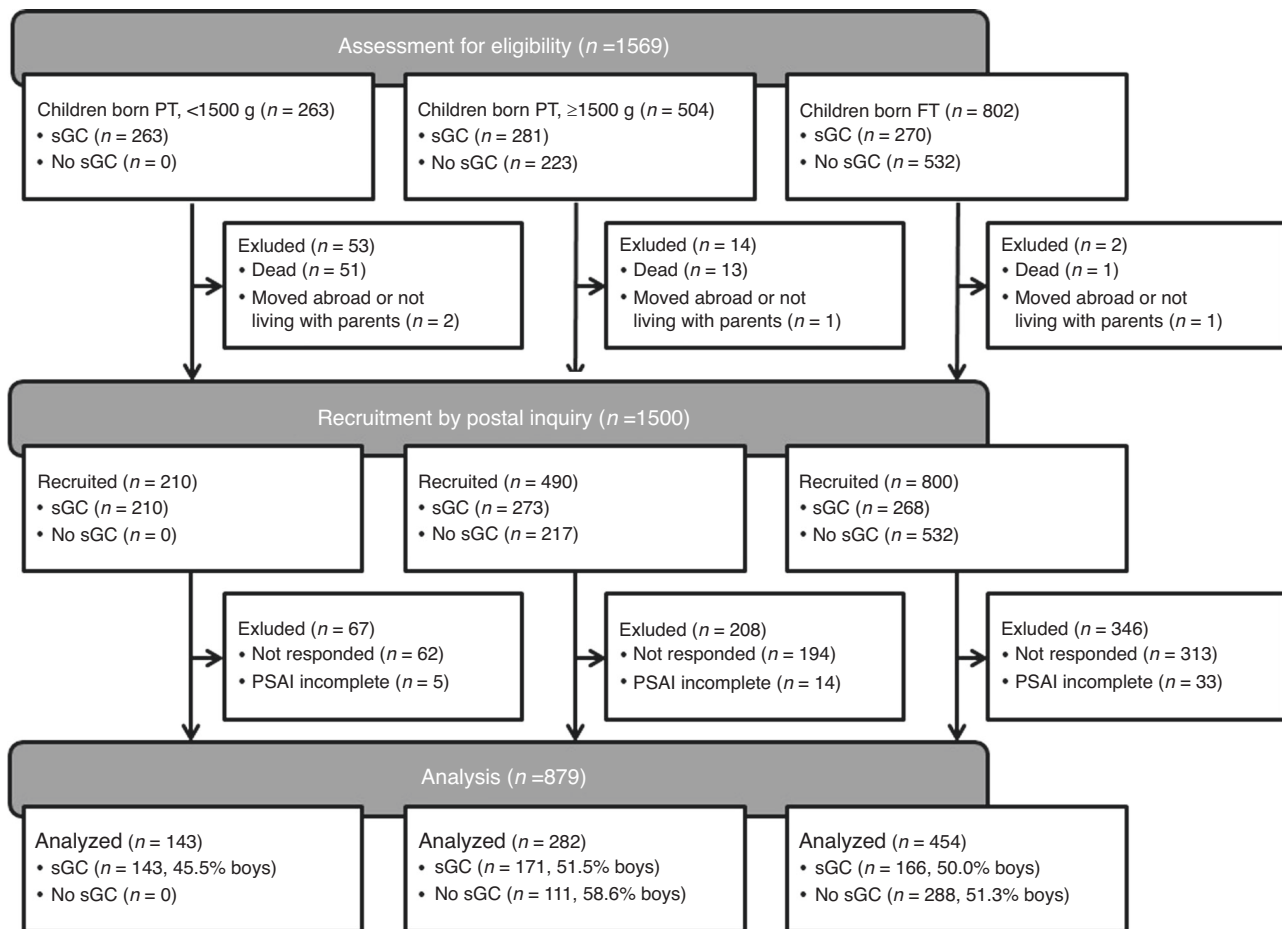 Assessment for eligibility (n =1569)
Children born PT, <1500 g (n = 263)
• sGC (n = 263)
• No sGC (n = 0)
Children born PT, ≥1500 g (n = 504)
• sGC (n = 281)
• No sGC (n = 223)
Children born FT (n = 802)
• sGC (n = 270)
• No sGC (n = 532)
Exluded (n = 53)
• Dead (n = 51)
• Moved abroad or not
living with parents (n = 2)
Exluded (n = 14)
• Dead (n = 13)
• Moved abroad or not
living with parents (n = 1)
Exluded (n = 2)
• Dead (n = 1)
• Moved abroad or not
living with parents (n = 1)
Recruitment by postal inquiry (n =1500)
Recruited (n = 210)
• sGC (n = 210)
• No sGC (n = 0)
Recruited (n = 490)
• sGC (n = 273)
• No sGC (n = 217)
Recruited (n = 800)
• sGC (n = 268)
• No sGC (n = 532)
Exluded (n = 67)
• Not responded (n = 62)
• PSAI incomplete (n = 5)
Exluded (n = 208)
• Not responded (n = 194)
• PSAI incomplete (n = 14)
Exluded (n = 346)
• Not responded (n = 313)
• PSAI incomplete (n = 33)
Analysis (n =879)
Analyzed (n = 143)
• sGC (n = 143, 45.5% boys)
• No sGC (n = 0)
Analyzed (n = 282)
• sGC (n = 171, 51.5% boys)
• No sGC (n = 111, 58.6% boys)
Analyzed (n = 454)
• sGC (n = 166, 50.0% boys)
• No sGC (n = 288, 51.3% boys)